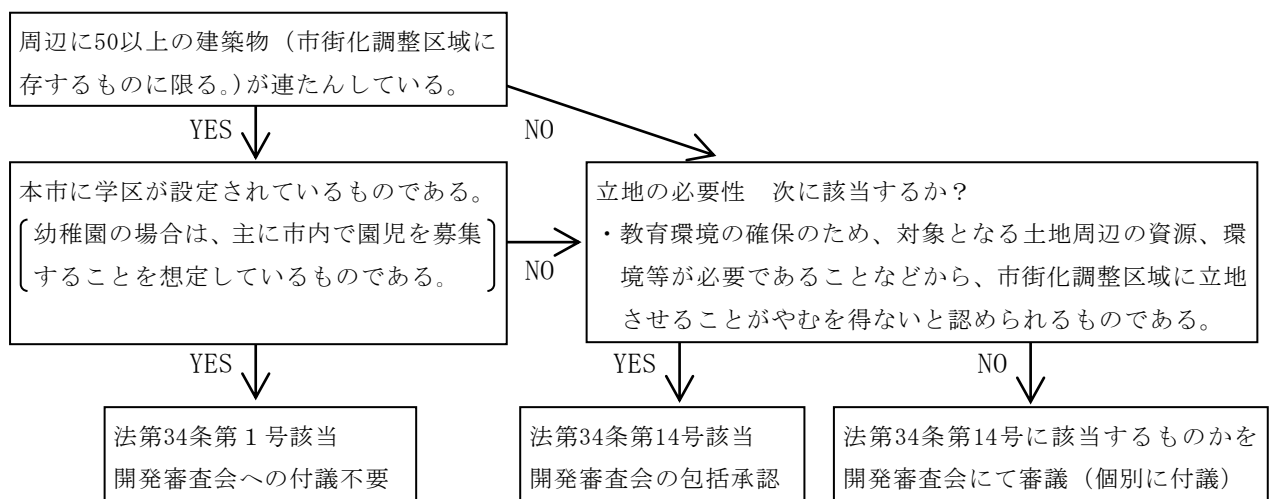 周辺に50以上の建築物（市街化調整区域に
存するものに限る。）が連たんしている。
YES
NO
本市に学区が設定されているものである。
幼稚園の場合は、主に市内で園児を募集
することを想定しているものである。
NO
立地の必要性　次に該当するか？
・教育環境の確保のため、対象となる土地周辺の資源、環
境等が必要であることなどから、市街化調整区域に立地
させることがやむを得ないと認められるものである。
YES
YES
NO
法第34条第１号該当
開発審査会への付議不要
法第34条第14号該当
開発審査会の包括承認
法第34条第14号に該当するものかを
開発審査会にて審議（個別に付議）